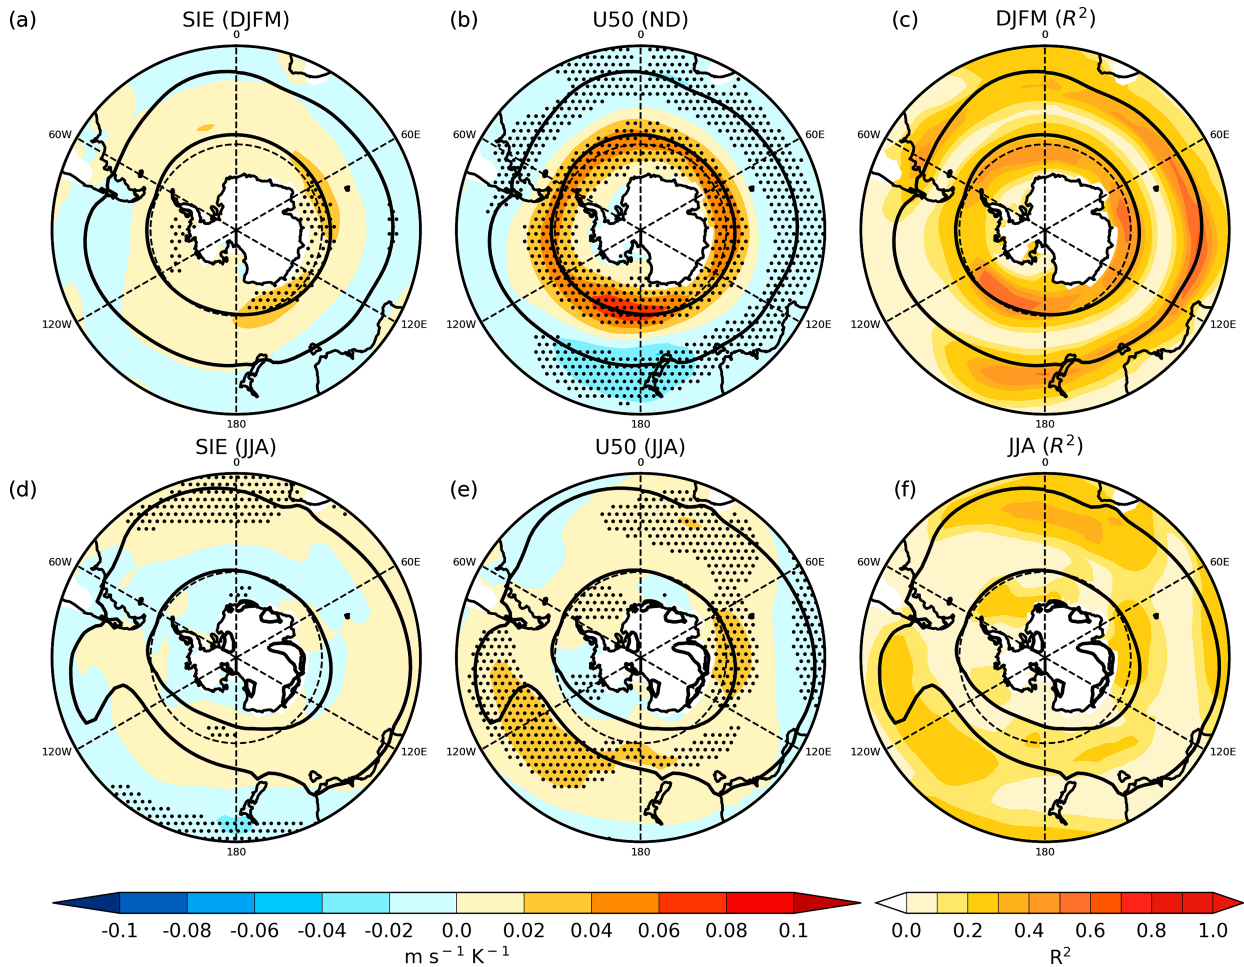 (a) SIE (DJFM) (b) U50 (ND) (c) DJFM (R²)
0 0 0
60W 60E 60W 60E 60W 60E
120W 120E 120W 120E 120W 120E
180 180 180
SIE (JJA) U50 (JJA) JJA (R²)
(d) 0 (e) 0 (f) 0
60W 60E 60W 60E 60W 60E
120W 120E 120W 120E 120W 120E
180 180 180
-0.1 -0.08 -0.06 -0.04 -0.02 0.0 0.02 0.04 0.06 0.08 0.1 0.0 0.2 0.4 0.6 0.8 1.0
m s⁻¹ K⁻¹ R²